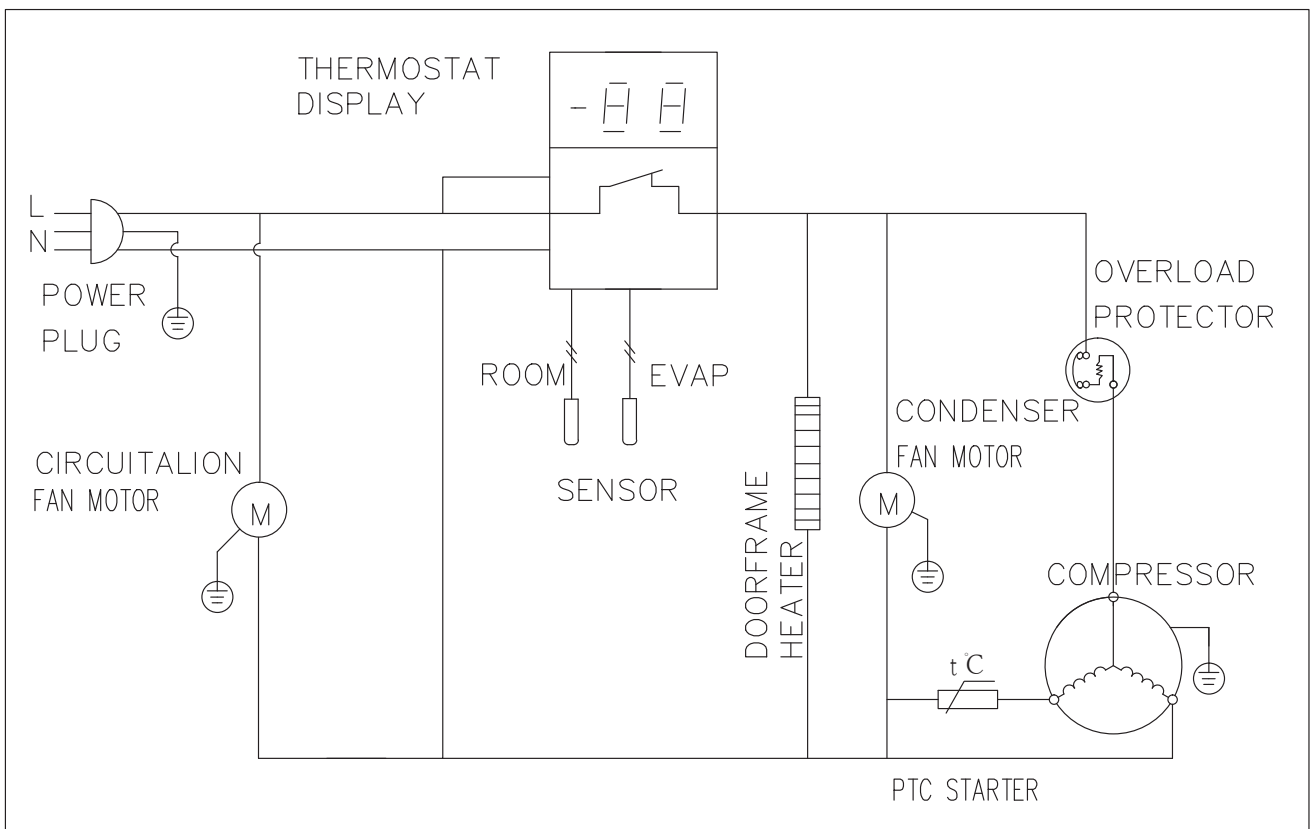 THERMOSTAT
DISPLAY
-88
L
N
POWER
PLUG
OVERLOAD
PROTECTOR
ROOM
EVAP
SENSOR
CONDENSER
FAN MOTOR
CIRCUITALION
FAN MOTOR
M
M
DOORFRAME
HEATER
COMPRESSOR
t°C
PTC STARTER